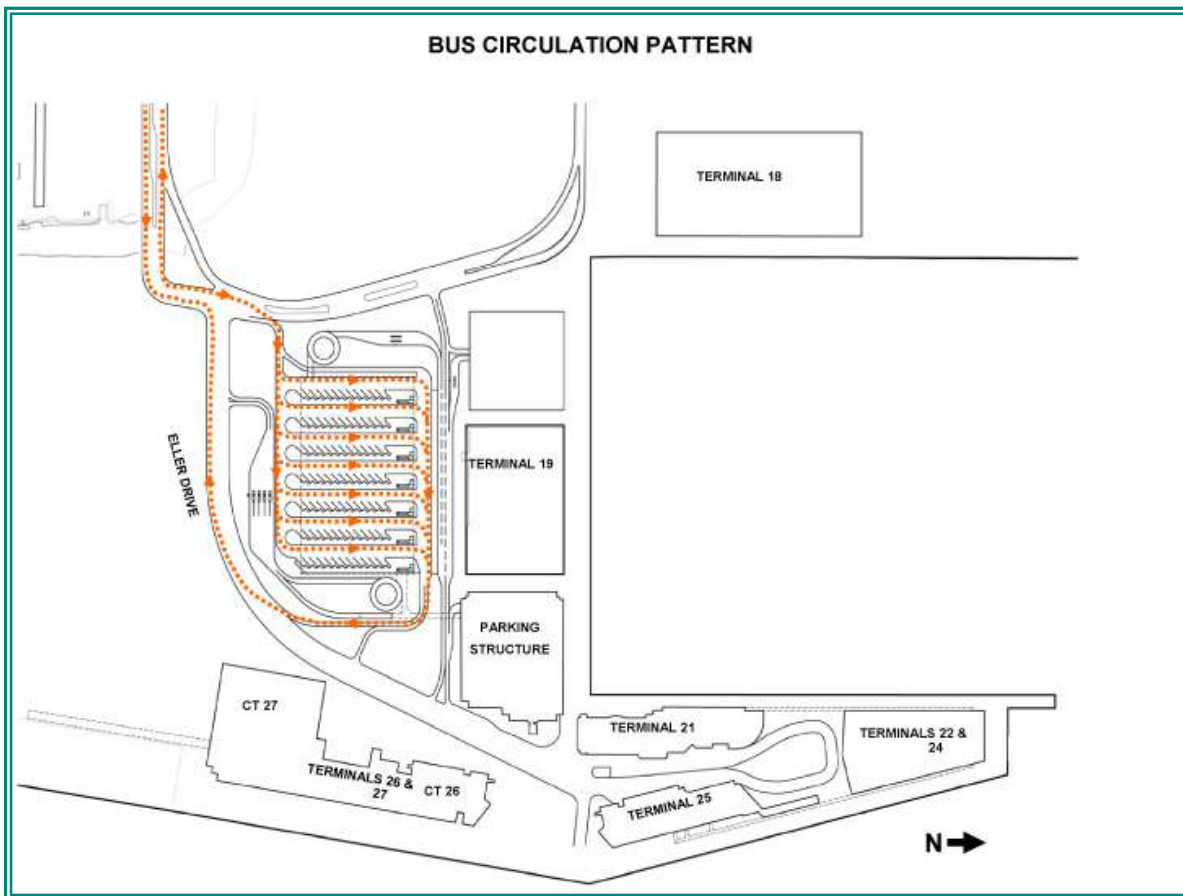 BUS CIRCULATION PATTERN
TERMINAL 18
ELLER DRIVE
TERMINAL 19
PARKING
STRUCTURE
CT 27
TERMINAL 21
TERMINALS 22 &
24
TERMINALS 26 &
27
CT 26
TERMINAL 25
N